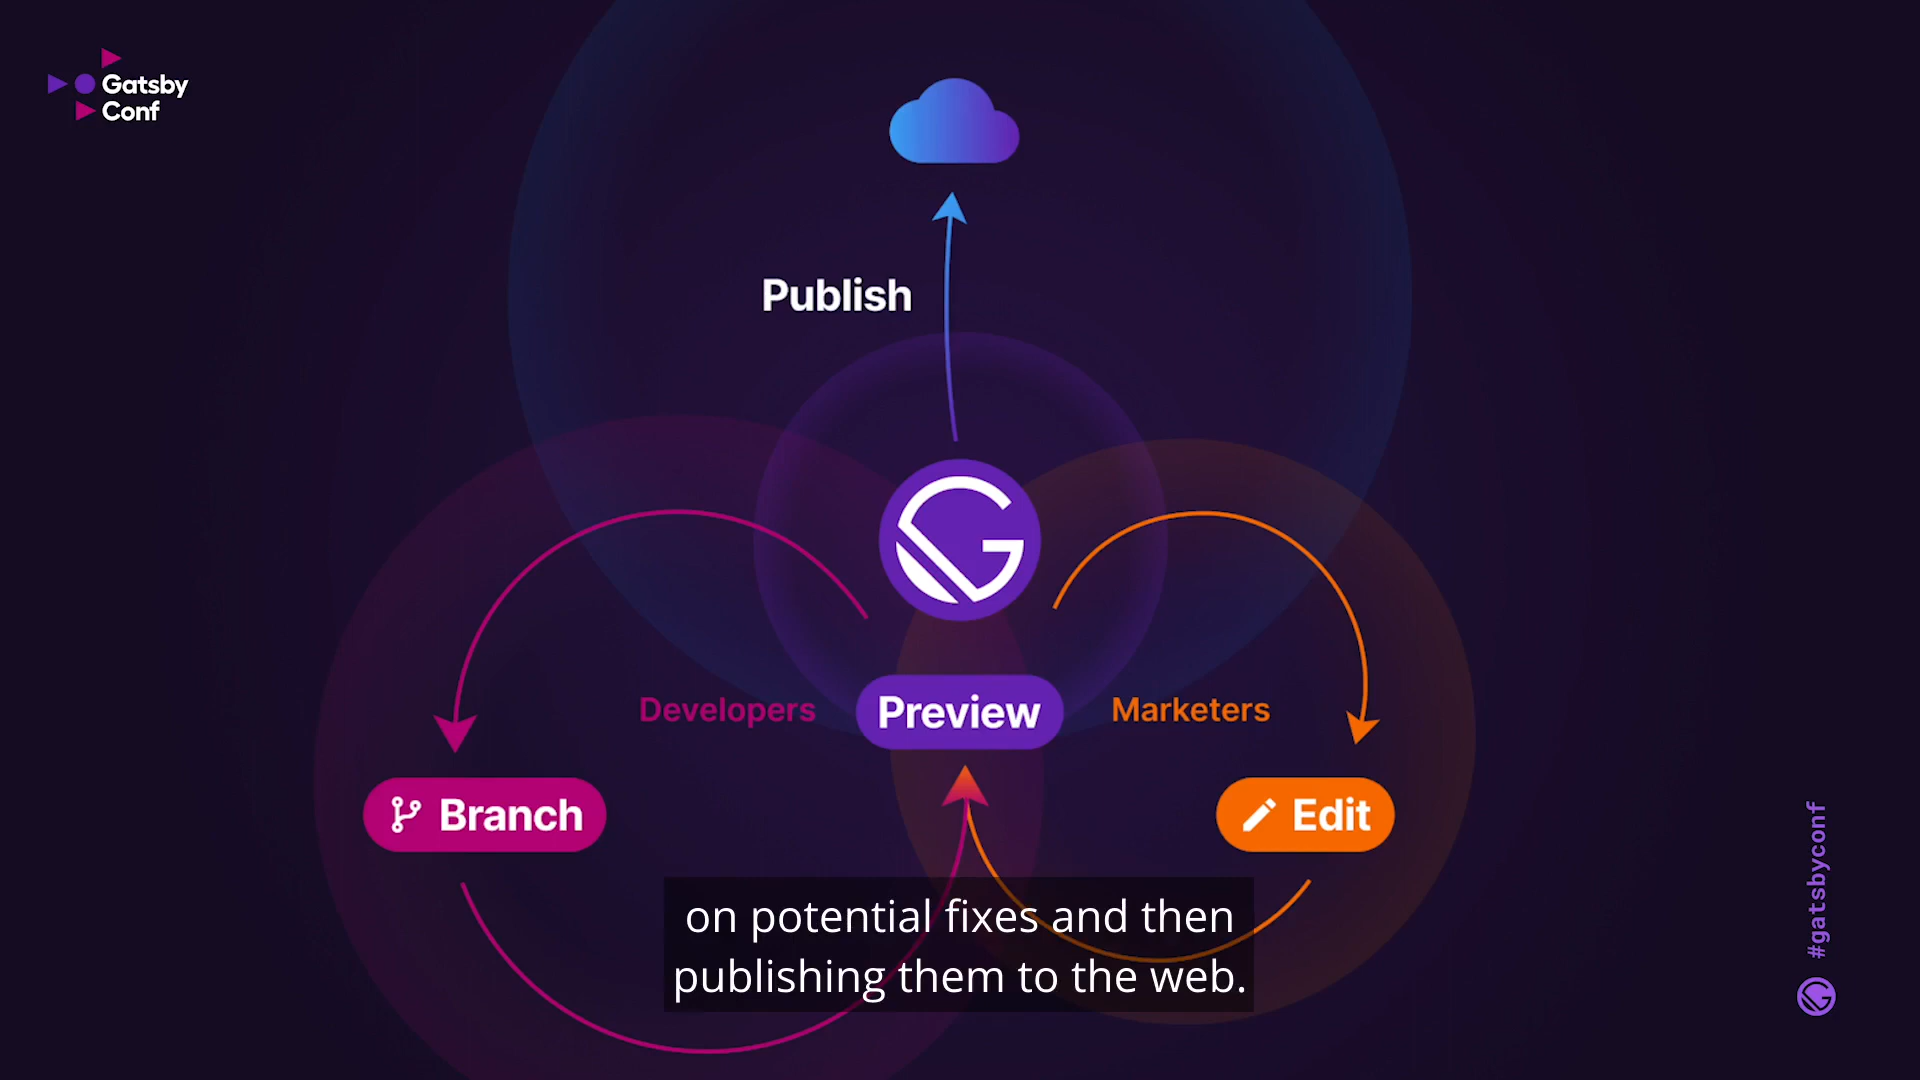 Gatsby
Conf
Publish
Developers
Preview
Marketers
Branch
Edit
on potential fixes and then
publishing them to the web.
#gatsbyconf